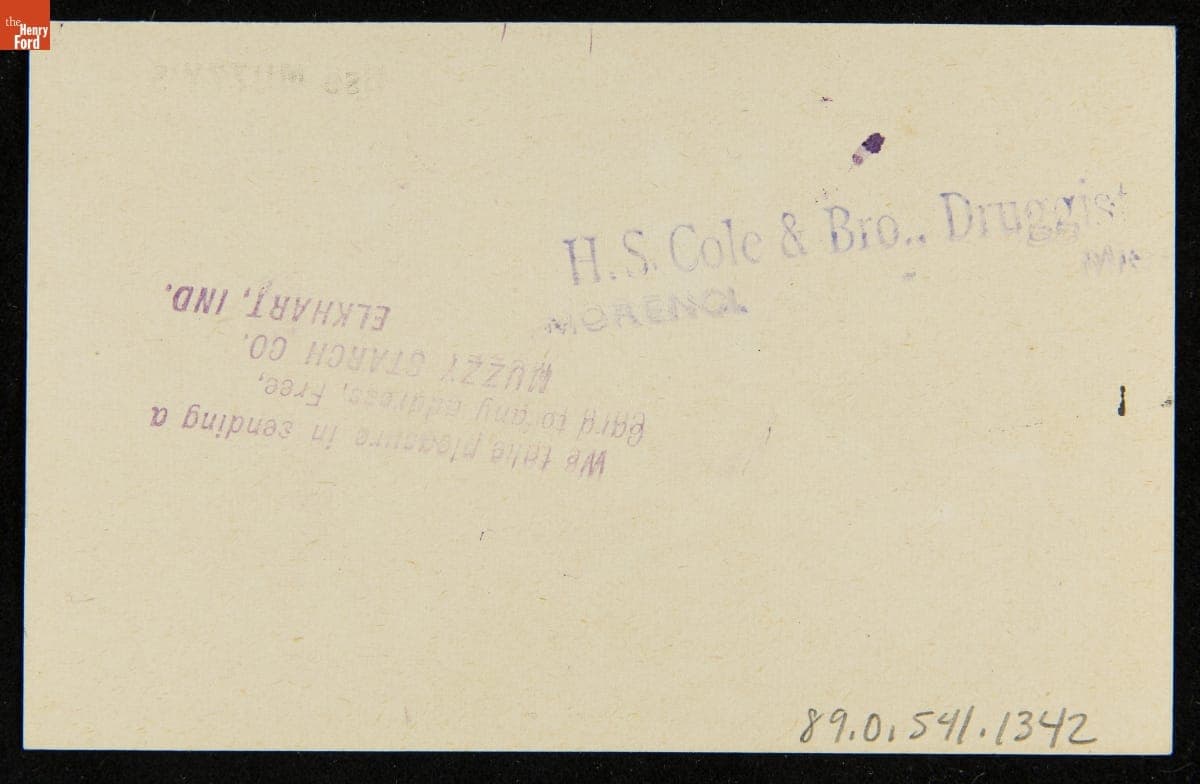 the
Henry
Ford
H. S. Cole & Bro., Druggist
MORENCI,
We take pleasure in sending a
Card to any address, Free,
MUZZY STARCH CO.
ELKHART, IND.
89.0.541.1342